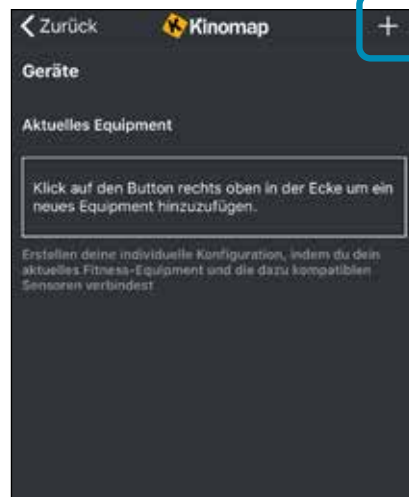 Zurück Kinomap +
Geräte
Aktuelles Equipment
Klick auf den Button rechts oben in der Ecke um ein
neues Equipment hinzuzufügen.
Erstellen deine individuelle Konfiguration, indem du dein
aktuelles Fitness-Equipment und die dazu kompatiblen
Sensoren verbindest